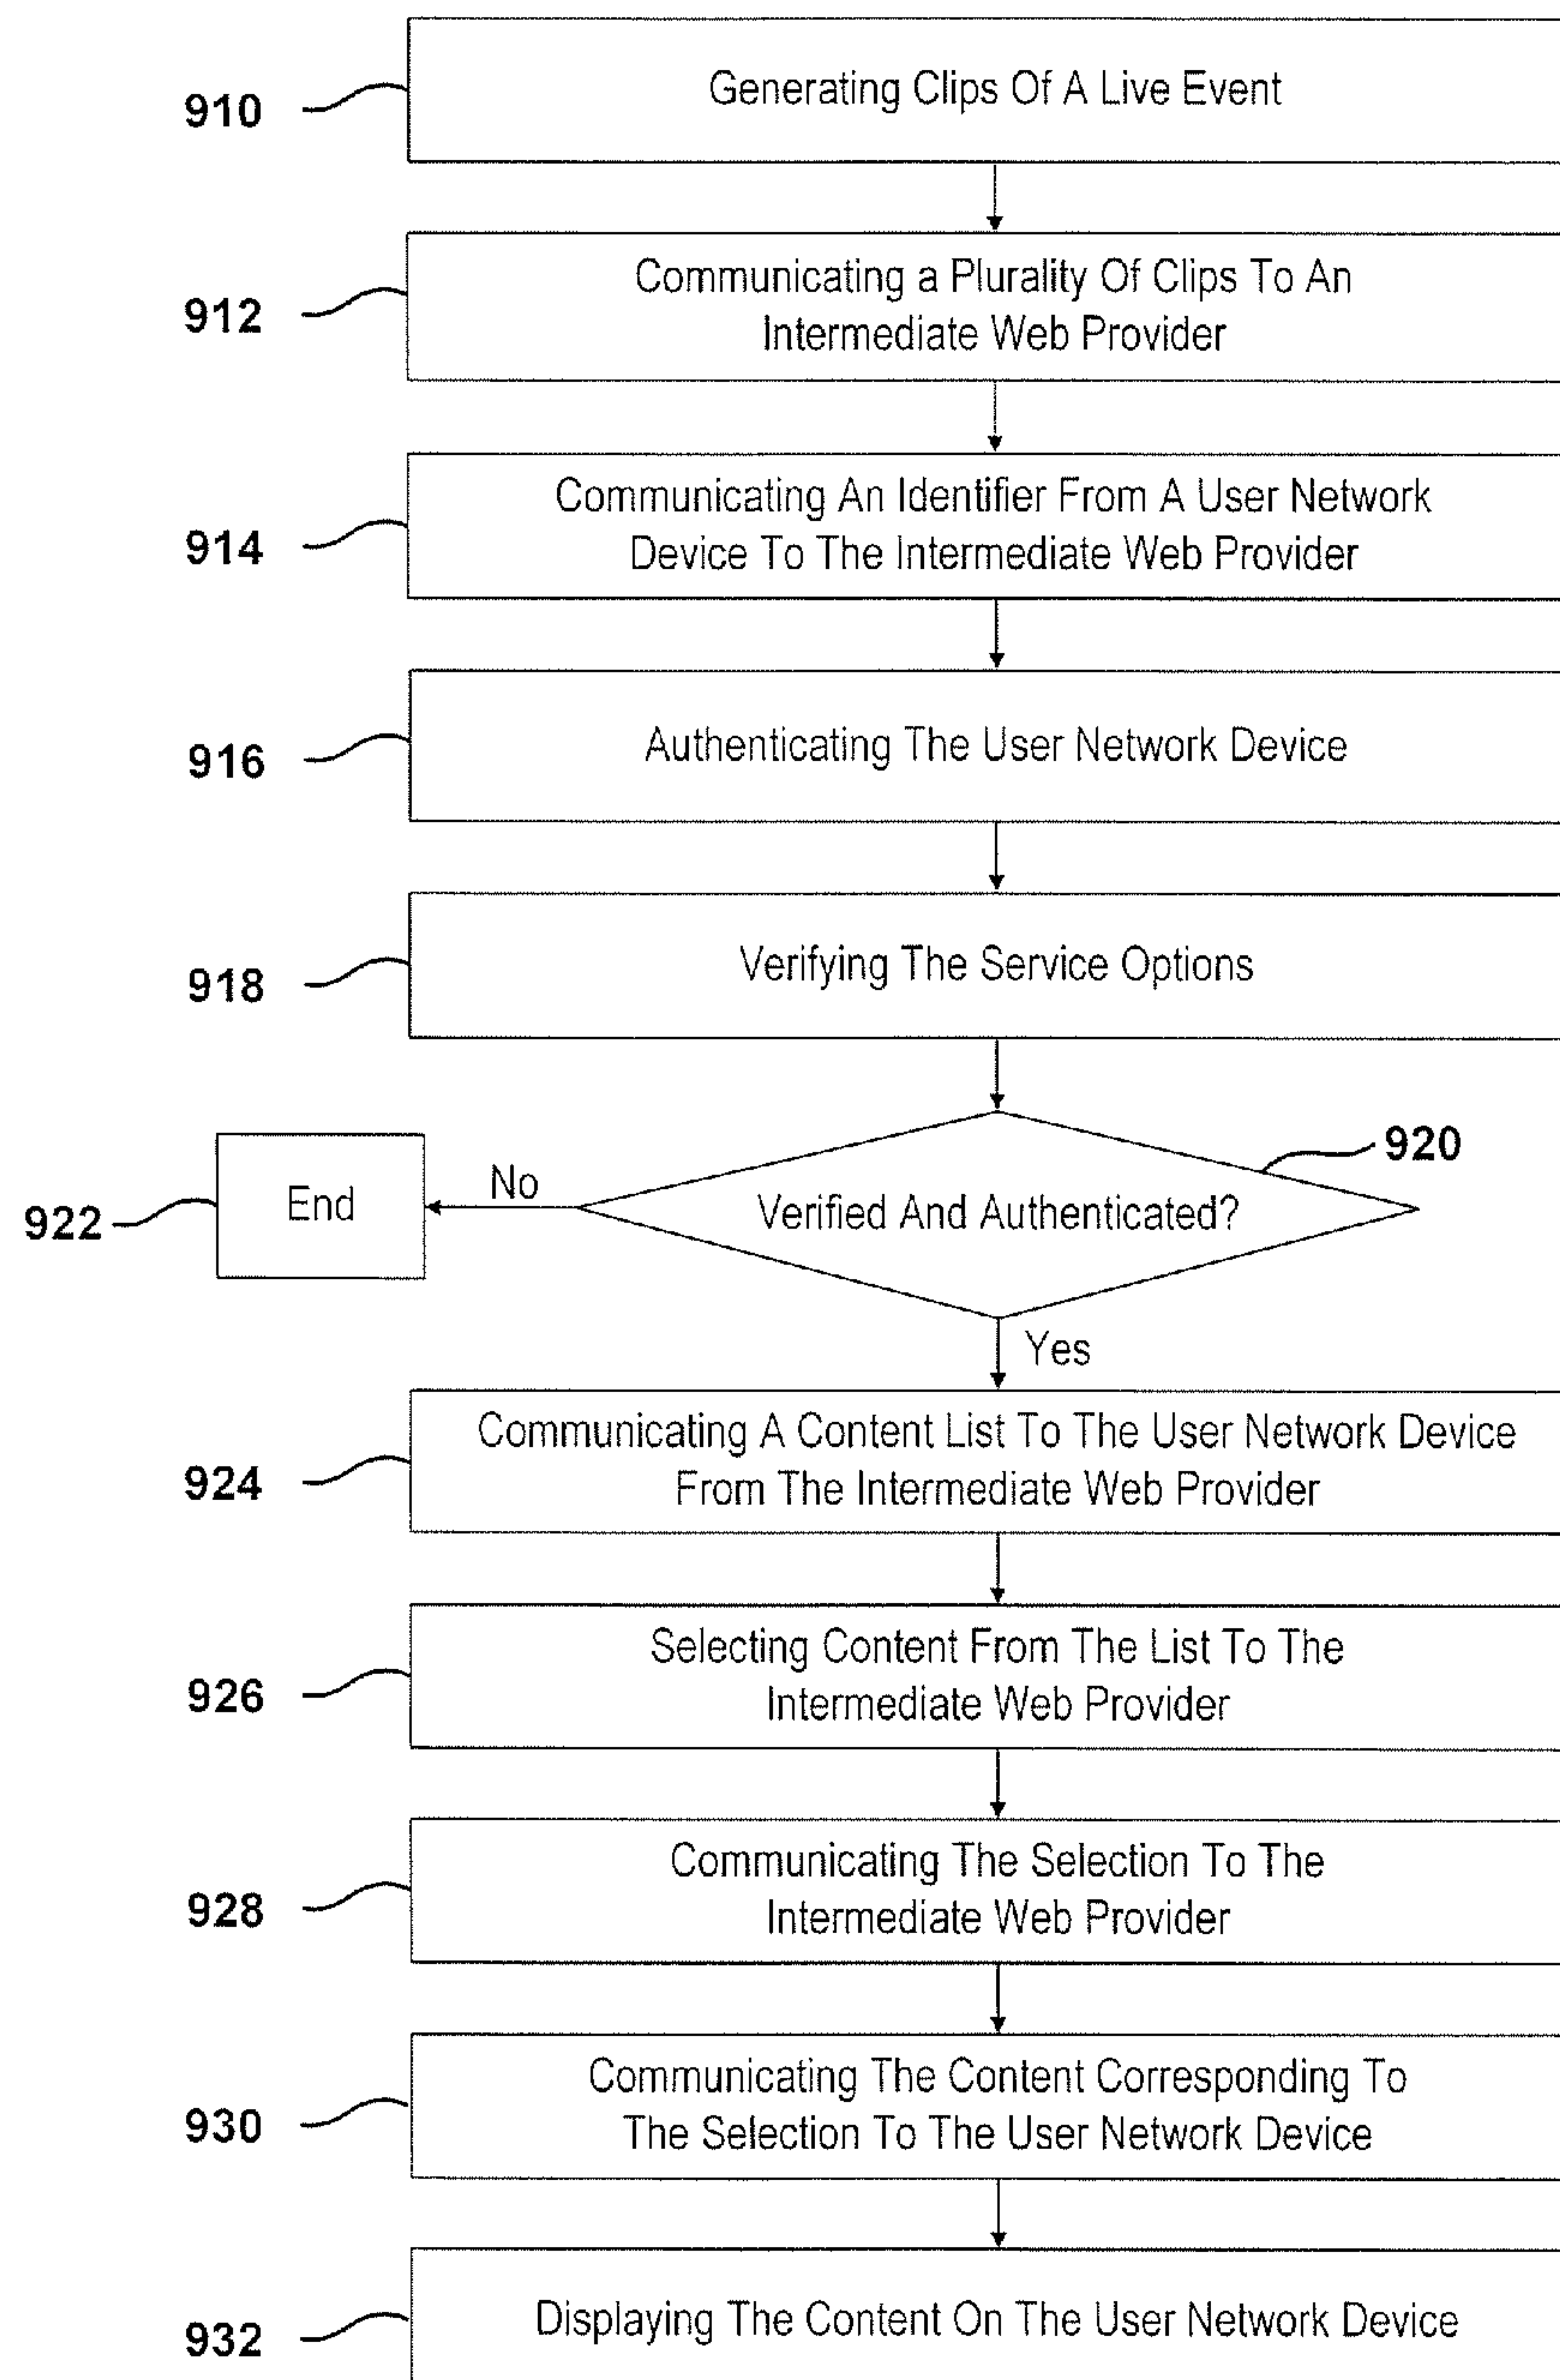 910
Generating Clips Of A Live Event
912
Communicating a Plurality Of Clips To An
Intermediate Web Provider
914
Communicating An Identifier From A User Network
Device To The Intermediate Web Provider
916
Authenticating The User Network Device
918
Verifying The Service Options
920
Verified And Authenticated?
No
End
922
Yes
924
Communicating A Content List To The User Network Device
From The Intermediate Web Provider
926
Selecting Content From The List To The
Intermediate Web Provider
928
Communicating The Selection To The
Intermediate Web Provider
930
Communicating The Content Corresponding To
The Selection To The User Network Device
932
Displaying The Content On The User Network Device